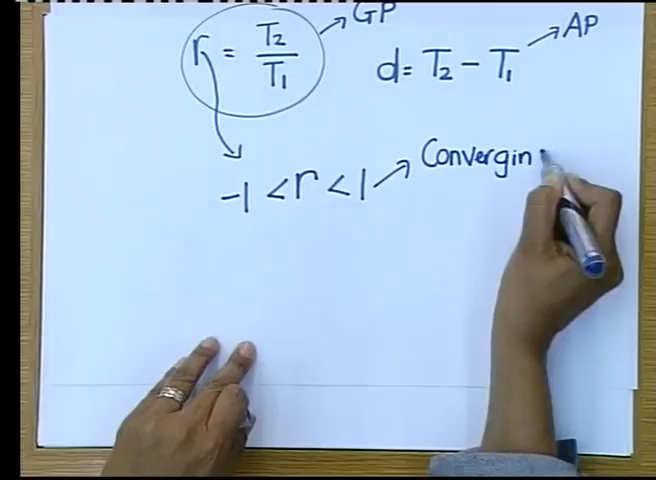 r = T2/T1 → GP
d = T2 - T1 → AP
-1 < r < 1 → Convergin